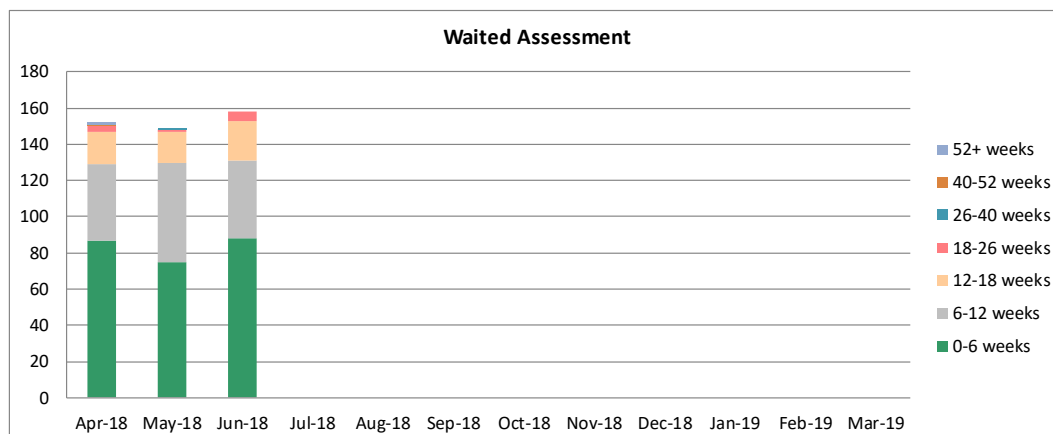 Waited Assessment
180
160
140
120
100
80
60
40
20
0
Apr-18 May-18 Jun-18 Jul-18 Aug-18 Sep-18 Oct-18 Nov-18 Dec-18 Jan-19 Feb-19 Mar-19
52+ weeks
40-52 weeks
26-40 weeks
18-26 weeks
12-18 weeks
6-12 weeks
0-6 weeks